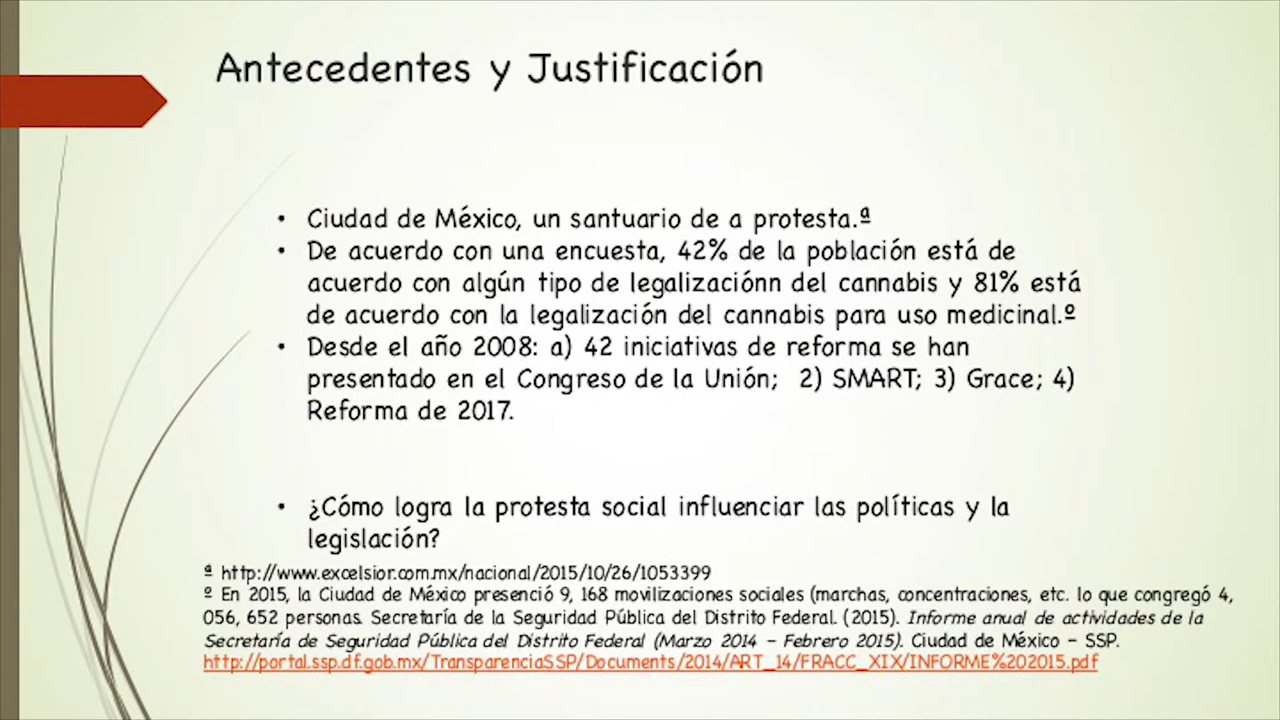 Antecedentes y Justificación
• Ciudad de México, un santuario de a protesta.ª
• De acuerdo con una encuesta, 42% de la población está de
acuerdo con algún tipo de legalizaciónn del cannabis y 81% está
de acuerdo con la legalización del cannabis para uso medicinal.º
• Desde el año 2008: a) 42 iniciativas de reforma se han
presentado en el Congreso de la Unión; 2) SMART; 3) Grace; 4)
Reforma de 2017.
• ¿Cómo logra la protesta social influenciar las políticas y la
legislación?
ª http://www.excelsior.com.mx/nacional/2015/10/26/1053399
º En 2015, la Ciudad de México presenció 9, 168 movilizaciones sociales (marchas, concentraciones, etc. lo que congregó 4,
056, 652 personas. Secretaría de la Seguridad Pública del Distrito Federal. (2015). Informe anual de actividades de la
Secretaría de Seguridad Pública del Distrito Federal (Marzo 2014 – Febrero 2015). Ciudad de México – SSP.
http://portal.ssp.df.gob.mx/TransparenciaSSP/Documents/2014/ART_14/FRACC_XIX/INFORME%202015.pdf